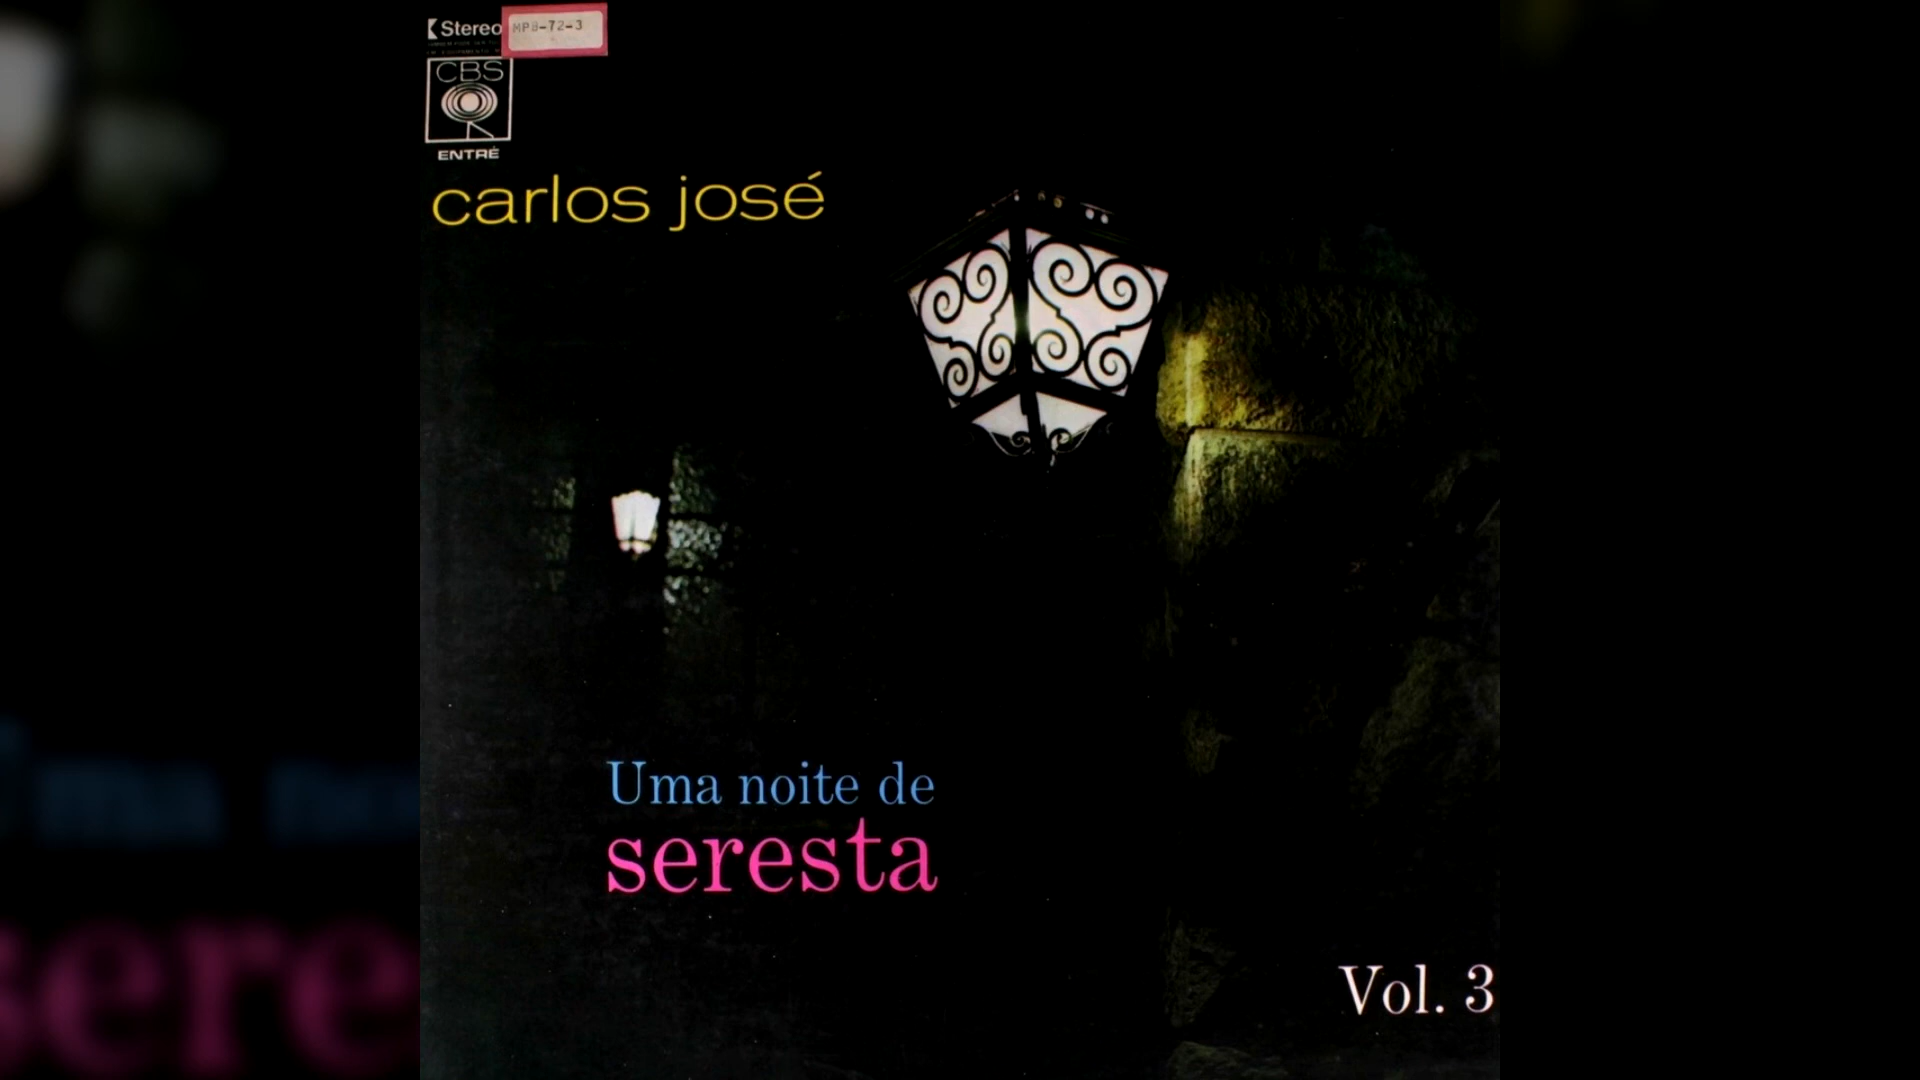 Stereo
MPB-72-3
CBS
ENTRÉ
carlos josé
Uma noite de
seresta
Vol. 3